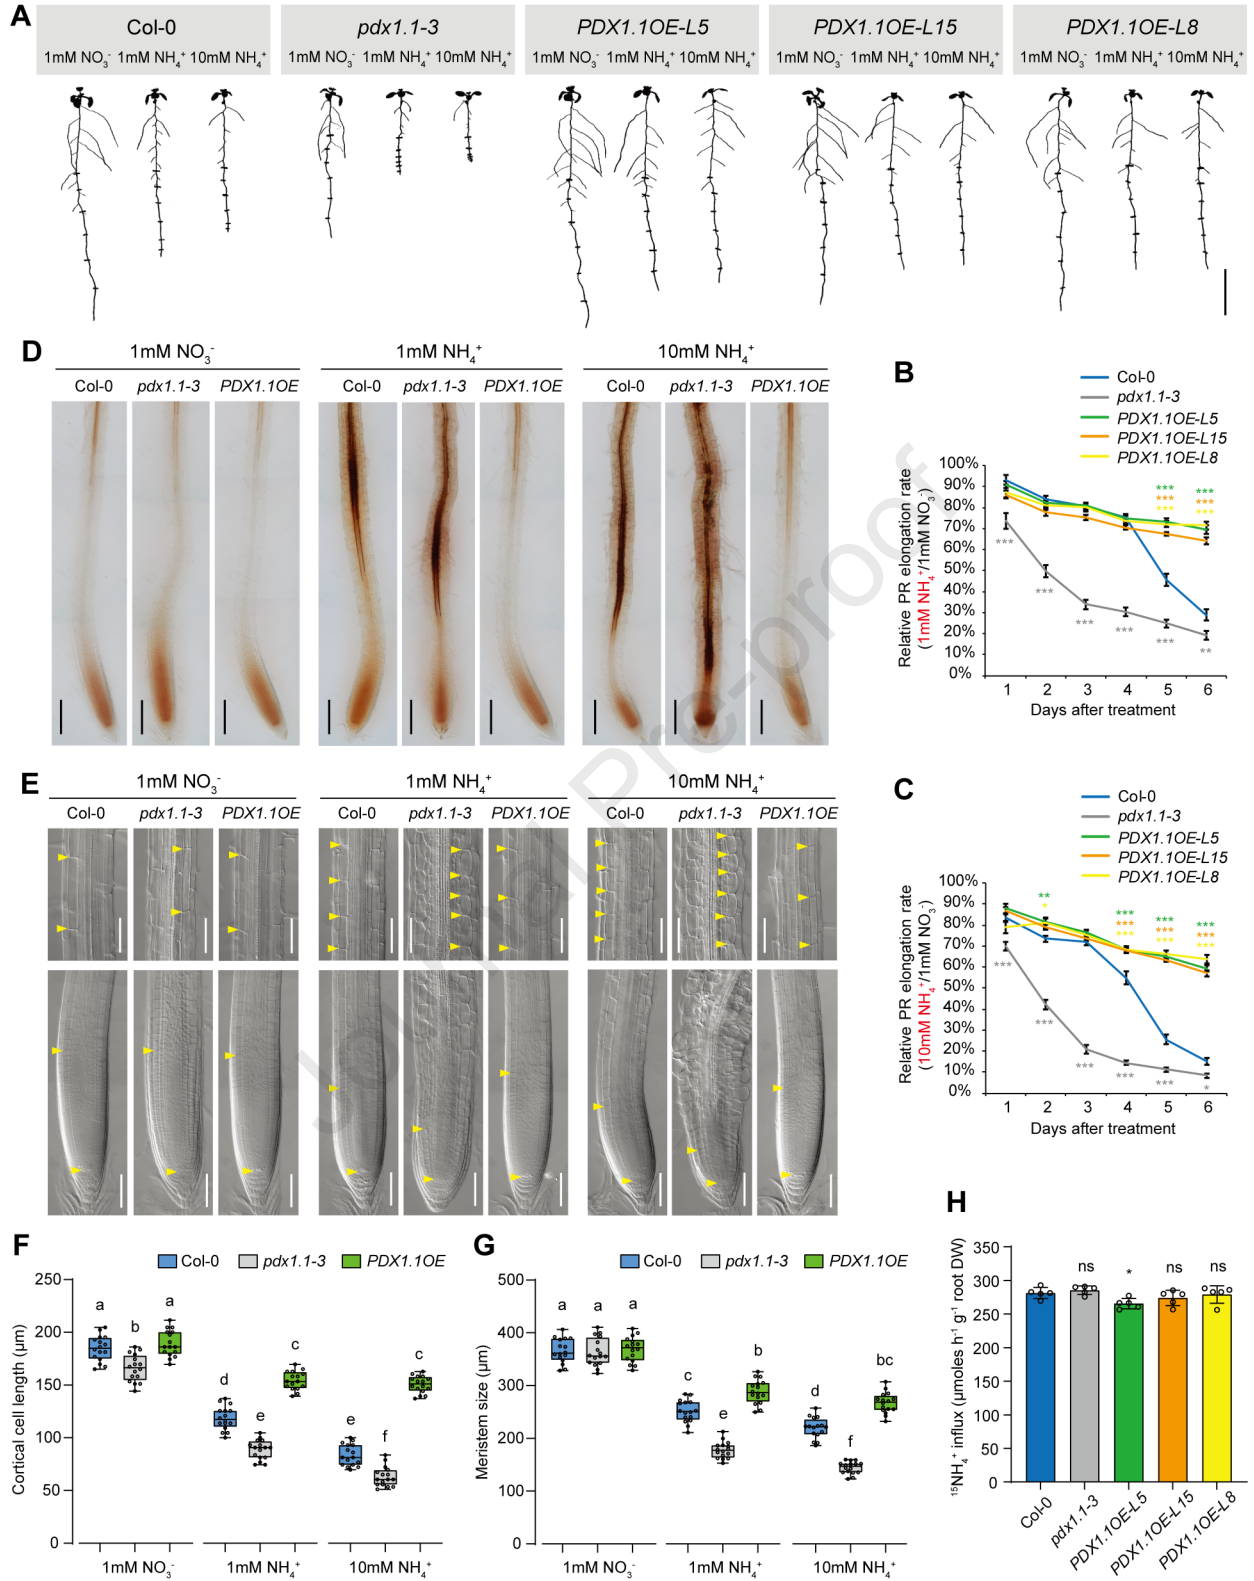 A
Col-0
pdx1.1-3
PDX1.1OE-L5
PDX1.1OE-L15
PDX1.1OE-L8
1mM NO₃⁻ 1mM NH₄⁺ 10mM NH₄⁺
1mM NO₃⁻ 1mM NH₄⁺ 10mM NH₄⁺
1mM NO₃⁻ 1mM NH₄⁺ 10mM NH₄⁺
1mM NO₃⁻ 1mM NH₄⁺ 10mM NH₄⁺
1mM NO₃⁻ 1mM NH₄⁺ 10mM NH₄⁺
D
1mM NO₃⁻
1mM NH₄⁺
10mM NH₄⁺
Col-0 pdx1.1-3 PDX1.1OE
Col-0 pdx1.1-3 PDX1.1OE
Col-0 pdx1.1-3 PDX1.1OE
B
Col-0
pdx1.1-3
PDX1.1OE-L5
PDX1.1OE-L15
PDX1.1OE-L8
Relative PR elongation rate
(1mM NH₄⁺/1mM NO₃⁻)
100%
90%
80%
70%
60%
50%
40%
30%
20%
10%
0%
***
***
***
***
***
***
***
***
***
***
***
**
1 2 3 4 5 6
Days after treatment
E
1mM NO₃⁻
1mM NH₄⁺
10mM NH₄⁺
Col-0 pdx1.1-3 PDX1.1OE
Col-0 pdx1.1-3 PDX1.1OE
Col-0 pdx1.1-3 PDX1.1OE
C
Col-0
pdx1.1-3
PDX1.1OE-L5
PDX1.1OE-L15
PDX1.1OE-L8
Relative PR elongation rate
(10mM NH₄⁺/1mM NO₃⁻)
100%
90%
80%
70%
60%
50%
40%
30%
20%
10%
0%
**
*
***
***
***
***
***
***
***
***
***
***
***
***
***
***
*
1 2 3 4 5 6
Days after treatment
Journal Pre-proof
F
Col-0 pdx1.1-3 PDX1.1OE
Cortical cell length (μm)
250
200
150
100
50
0
a b a
d e c
e f c
1mM NO₃⁻ 1mM NH₄⁺ 10mM NH₄⁺
G
Col-0 pdx1.1-3 PDX1.1OE
Meristem size (μm)
500
400
300
200
100
0
a a a
c e b
d f bc
1mM NO₃⁻ 1mM NH₄⁺ 10mM NH₄⁺
H
¹⁵NH₄⁺ influx (μmoles h⁻¹ g⁻¹ root DW)
350
300
250
200
150
100
50
0
ns * ns ns
Col-0
pdx1.1-3
PDX1.1OE-L5
PDX1.1OE-L15
PDX1.1OE-L8